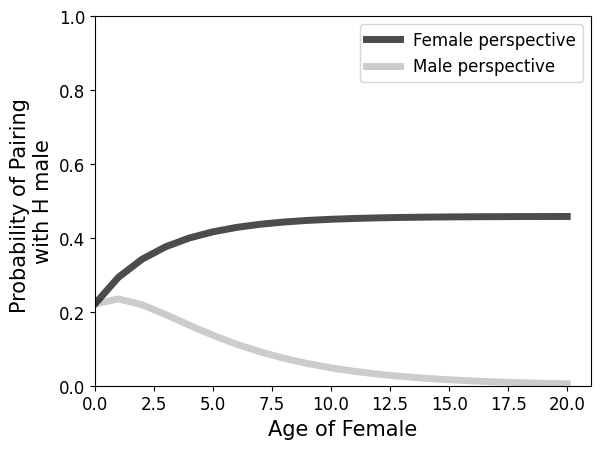 Probability of Pairing
with H male
1.0
0.8
0.6
0.4
0.2
0.0
Female perspective
Male perspective
0.0 2.5 5.0 7.5 10.0 12.5 15.0 17.5 20.0
Age of Female